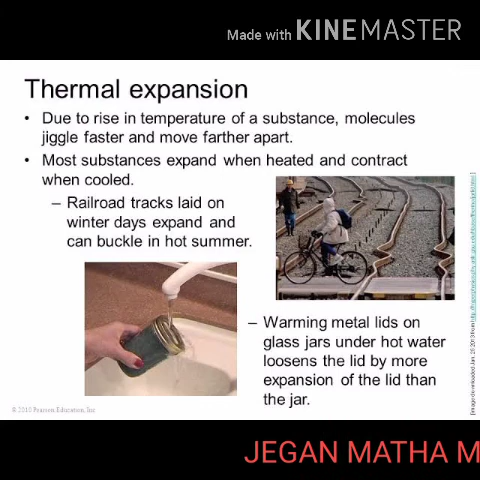 Made with KINEMASTER
Thermal expansion
• Due to rise in temperature of a substance, molecules
jiggle faster and move farther apart.
• Most substances expand when heated and contract
when cooled.
– Railroad tracks laid on
winter days expand and
can buckle in hot summer.
– Warming metal lids on
glass jars under hot water
loosens the lid by more
expansion of the lid than
the jar.
© 2010 Pearson Education, Inc
JEGAN MATHA M